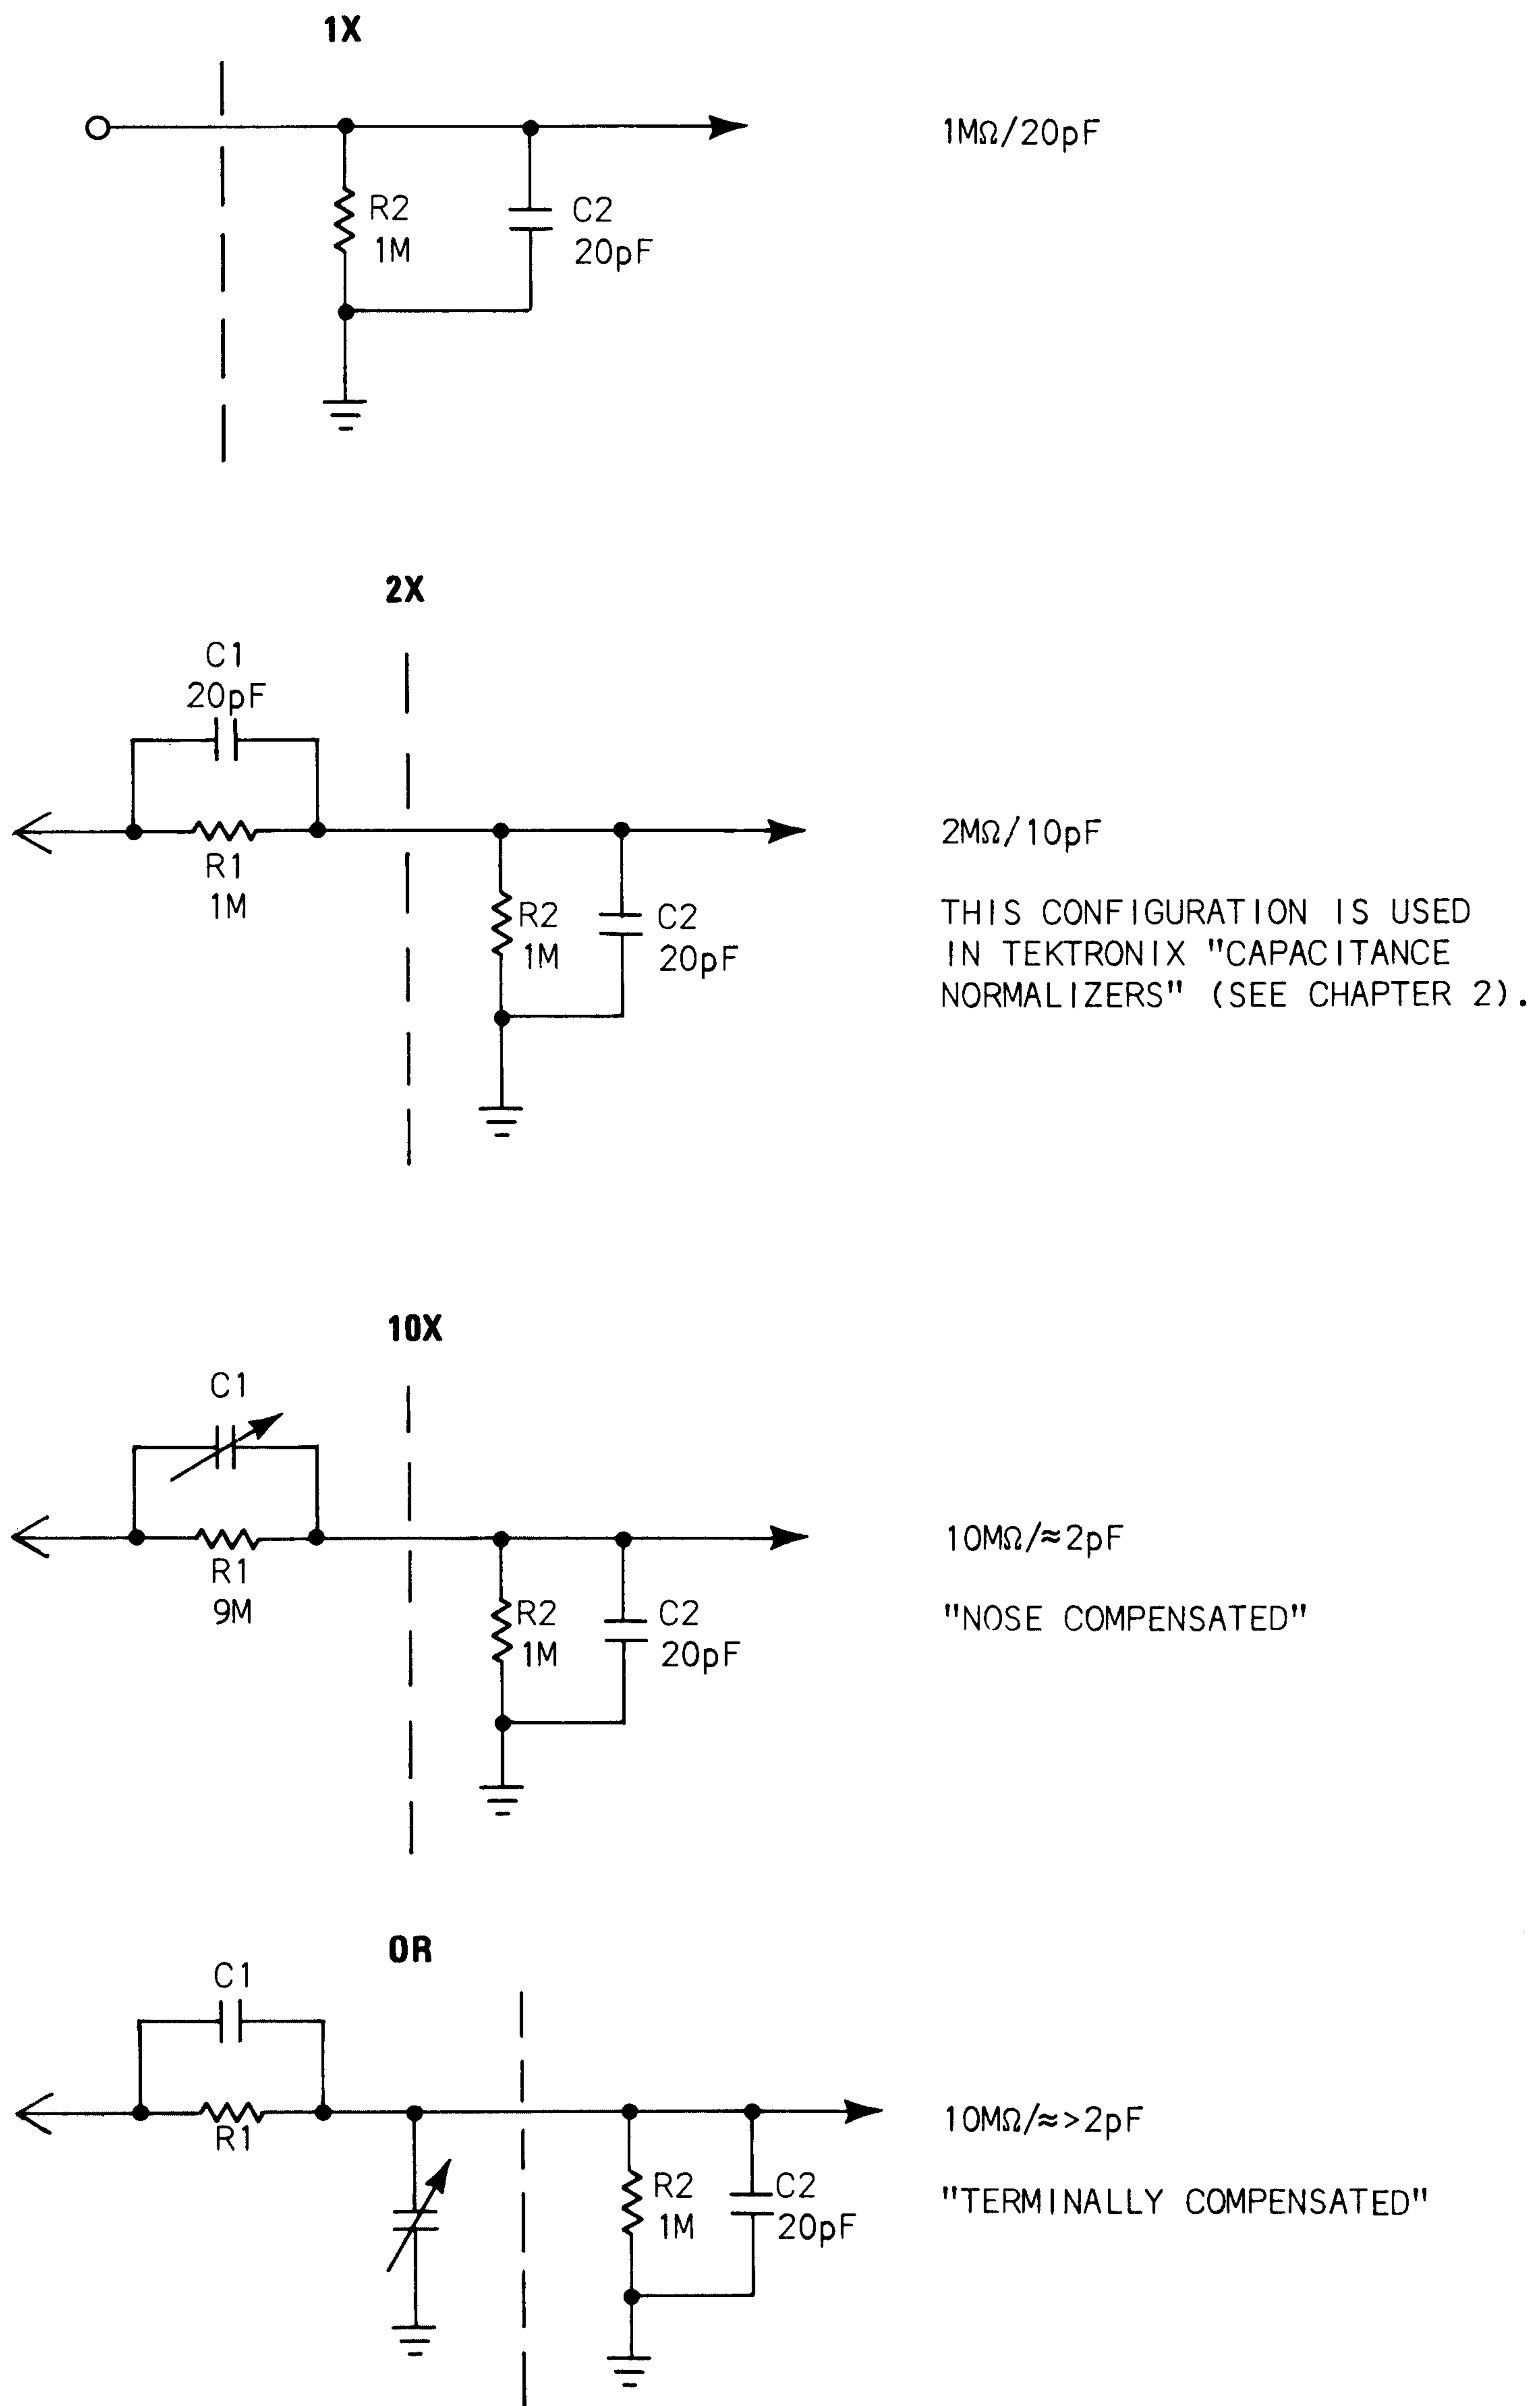 1X
1MΩ/20pF
R2
1M
C2
20pF
2X
C1
20pF
R1
1M
2MΩ/10pF
R2
1M
C2
20pF
THIS CONFIGURATION IS USED
IN TEKTRONIX "CAPACITANCE
NORMALIZERS" (SEE CHAPTER 2).
10X
C1
R1
9M
10MΩ/≈2pF
R2
1M
C2
20pF
"NOSE COMPENSATED"
OR
C1
R1
10MΩ/≈>2pF
R2
1M
C2
20pF
"TERMINALLY COMPENSATED"